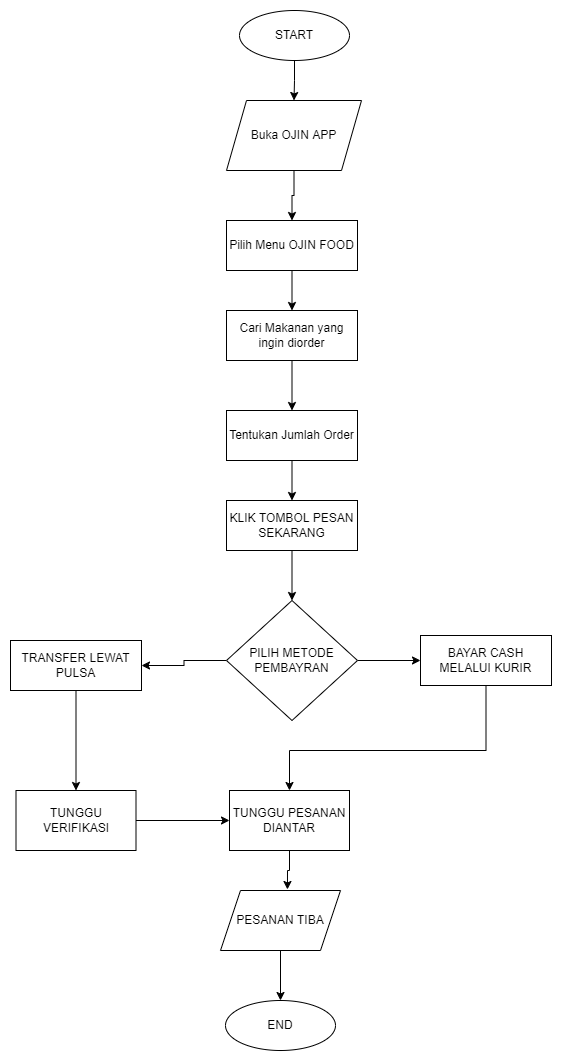 START
Buka OJIN APP
Pilih Menu OJIN FOOD
Cari Makanan yang
ingin diorder
Tentukan Jumlah Order
KLIK TOMBOL PESAN
SEKARANG
PILIH METODE
PEMBAYRAN
TRANSFER LEWAT
PULSA
BAYAR CASH
MELALUI KURIR
TUNGGU
VERIFIKASI
TUNGGU PESANAN
DIANTAR
PESANAN TIBA
END